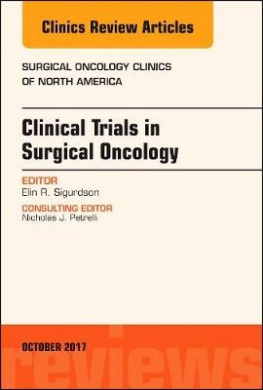 Clinics Review Articles
SURGICAL ONCOLOGY CLINICS
OF NORTH AMERICA
Clinical Trials in
Surgical Oncology
EDITOR
Elin R. Sigurdson
CONSULTING EDITOR
Nicholas J. Petrelli
OCTOBER 2017
reviews